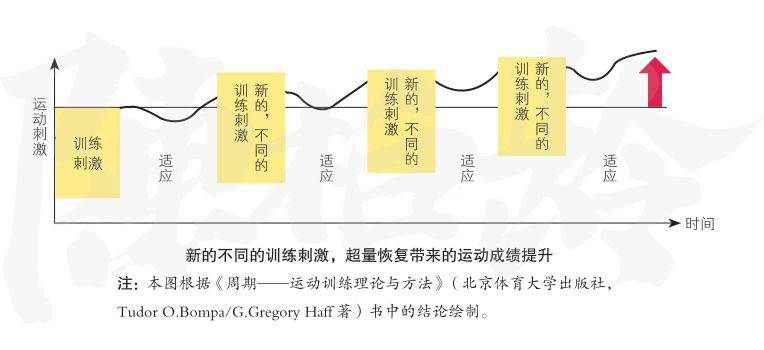 运动刺激
训练
刺激
适应
新的，不同的
训练刺激
适应
新的，不同的
训练刺激
适应
新的，不同的
训练刺激
适应
时间
新的不同的训练刺激，超量恢复带来的运动成绩提升
注：本图根据《周期——运动训练理论与方法》（北京体育大学出版社，
Tudor O.Bompa/G.Gregory Haff 著）书中的结论绘制。